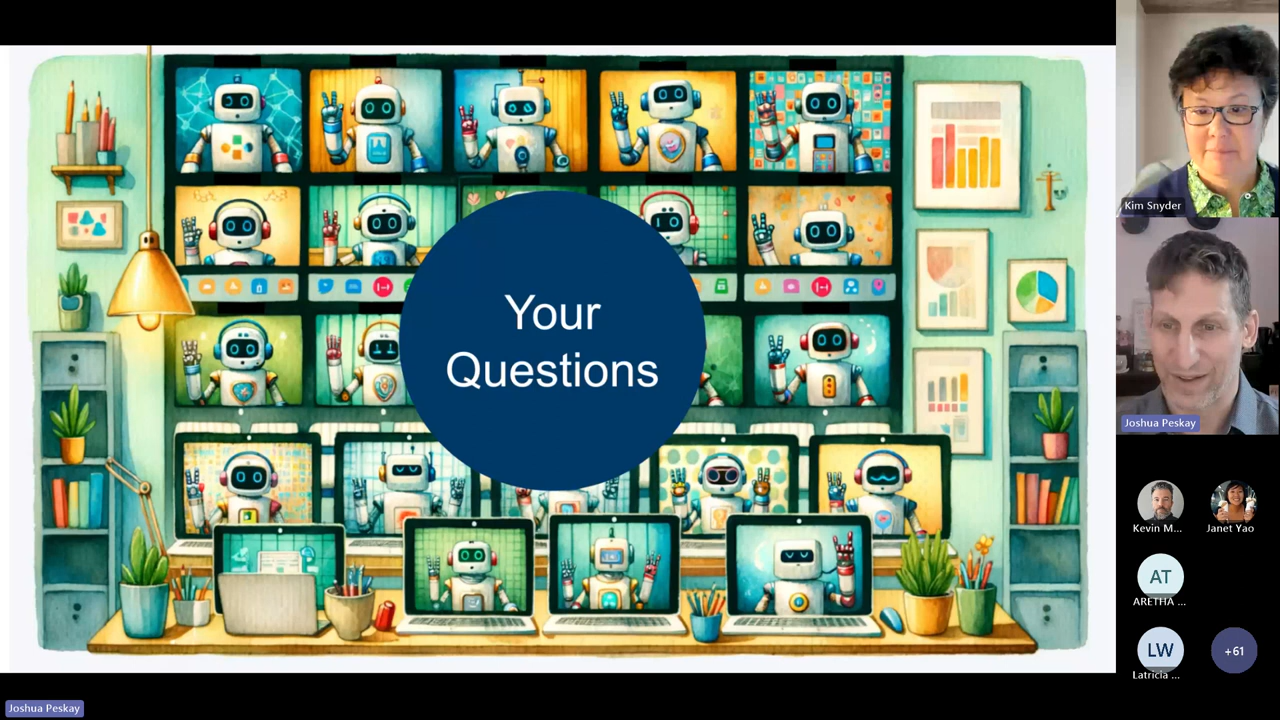 Your
Questions
Kim Snyder
Joshua Peskay
Kevin M...
Janet Yao
AT
ARETHA ...
LW
Latricia ...
+61
Joshua Peskay